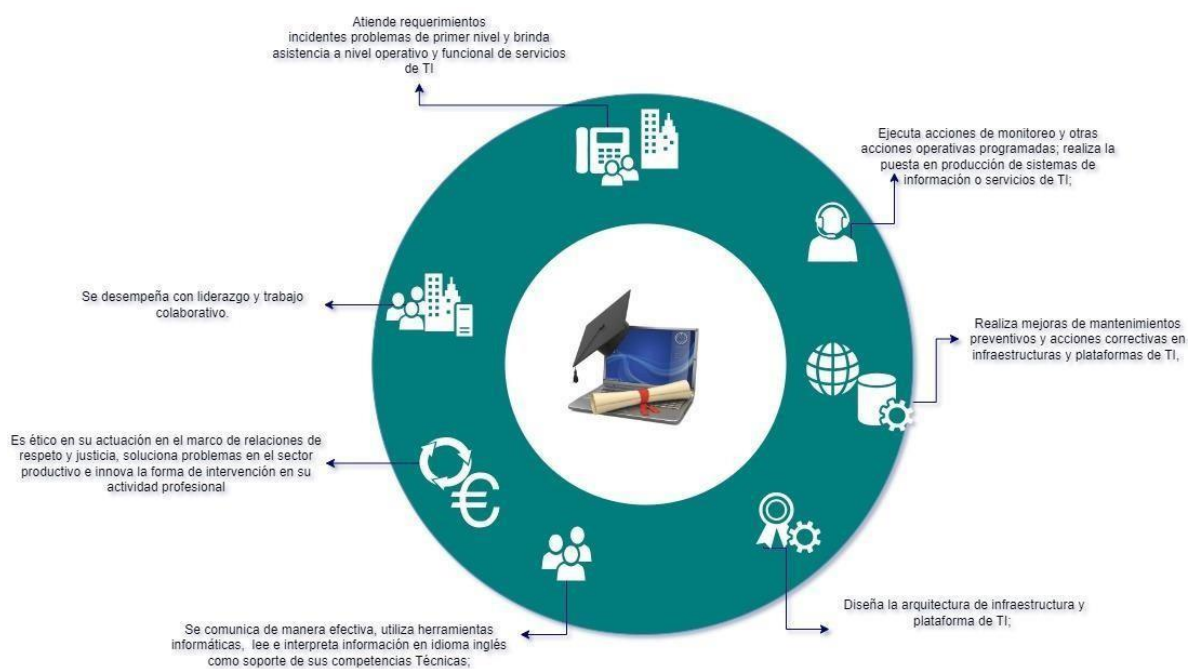 Atiende requerimientos
incidentes problemas de primer nivel y brinda
asistencia a nivel operativo y funcional de servicios
de TI
Ejecuta acciones de monitoreo y otras
acciones operativas programadas; realiza la
puesta en producción de sistemas de
información o servicios de TI;
Realiza mejoras de mantenimientos
preventivos y acciones correctivas en
infraestructuras y plataformas de TI,
Diseña la arquitectura de infraestructura y
plataforma de TI;
Se comunica de manera efectiva, utiliza herramientas
informáticas, lee e interpreta información en idioma inglés
como soporte de sus competencias Técnicas;
Es ético en su actuación en el marco de relaciones de
respeto y justicia, soluciona problemas en el sector
productivo e innova la forma de intervención en su
actividad profesional
Se desempeña con liderazgo y trabajo
colaborativo.